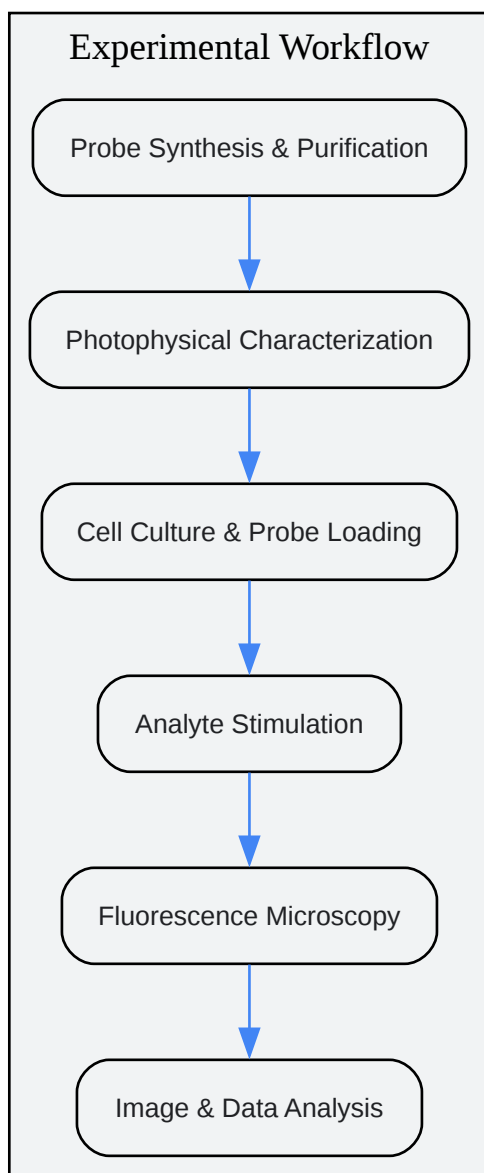 Experimental Workflow
Probe Synthesis & Purification
Photophysical Characterization
Cell Culture & Probe Loading
Analyte Stimulation
Fluorescence Microscopy
Image & Data Analysis